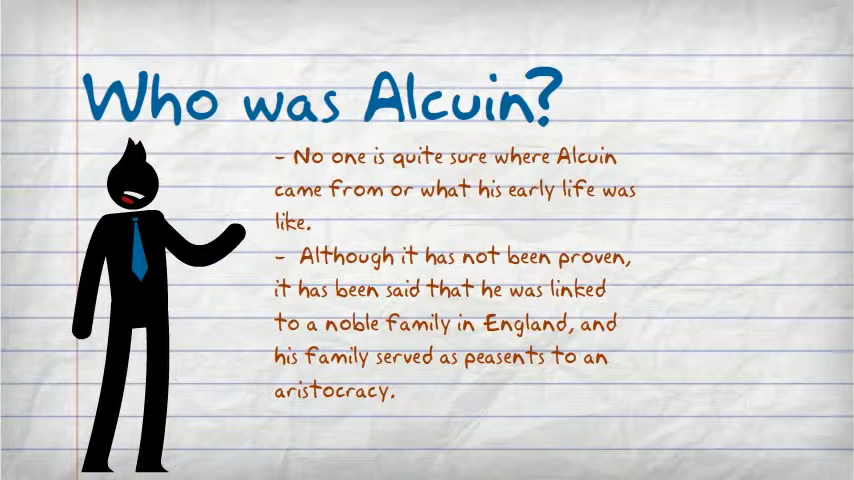 Who was Alcuin?
- No one is quite sure where Alcuin
came from or what his early life was
like.
- Although it has not been proven,
it has been said that he was linked
to a noble family in England, and
his family served as peasents to an
aristocracy.